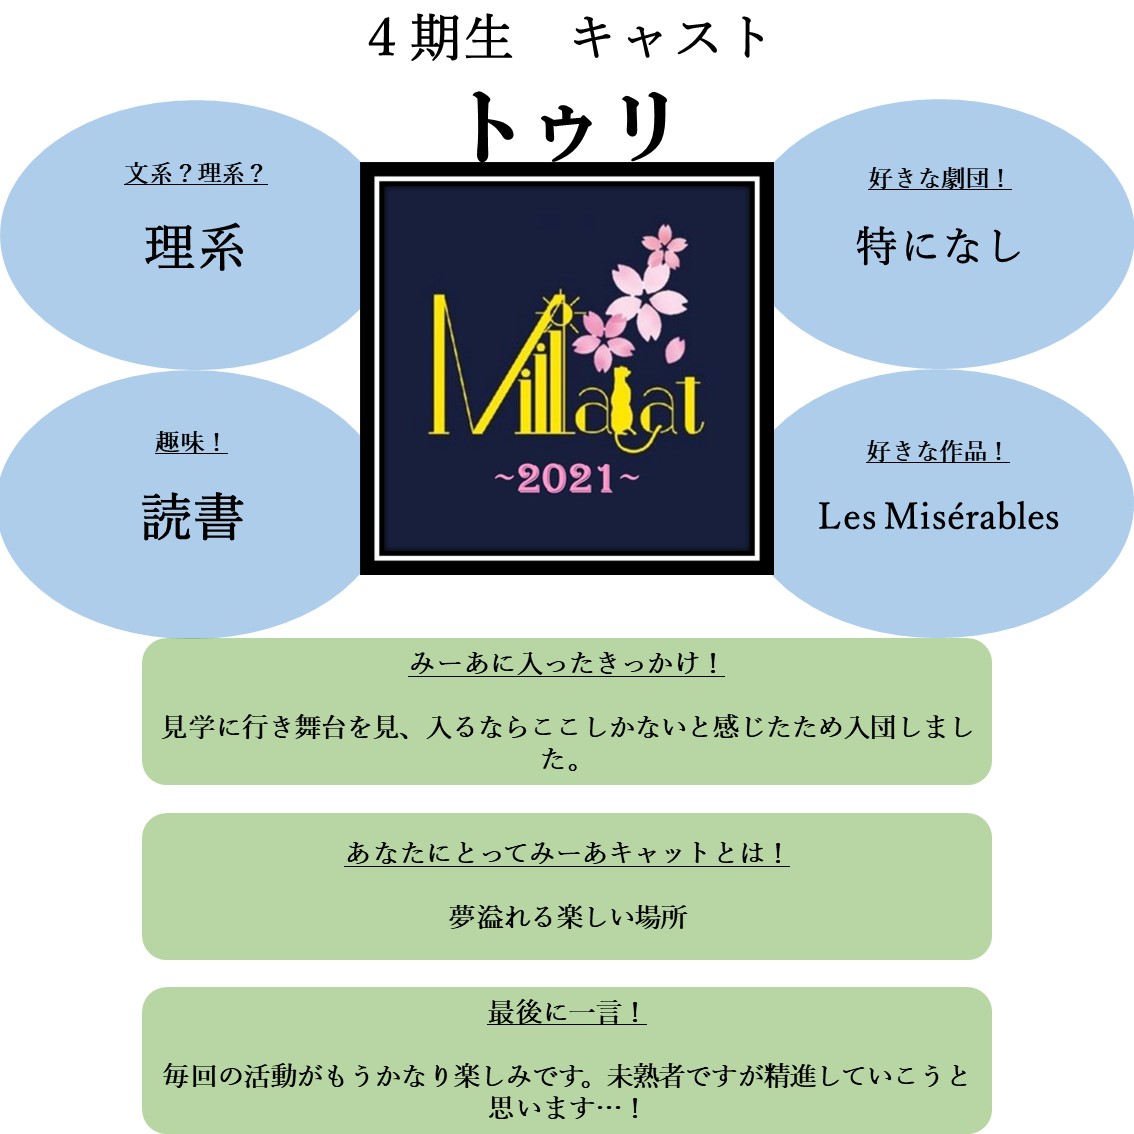 ４期生　キャスト
トゥリ
文系？理系？
理系
好きな劇団！
特になし
趣味！
読書
好きな作品！
Les Misérables
~2021~
みーあに入ったきっかけ！
見学に行き舞台を見、入るならここしかないと感じたため入団しまし
た。
あなたにとってみーあキャットとは！
夢溢れる楽しい場所
最後に一言！
毎回の活動がもうかなり楽しみです。未熟者ですが精進していこうと
思います…！